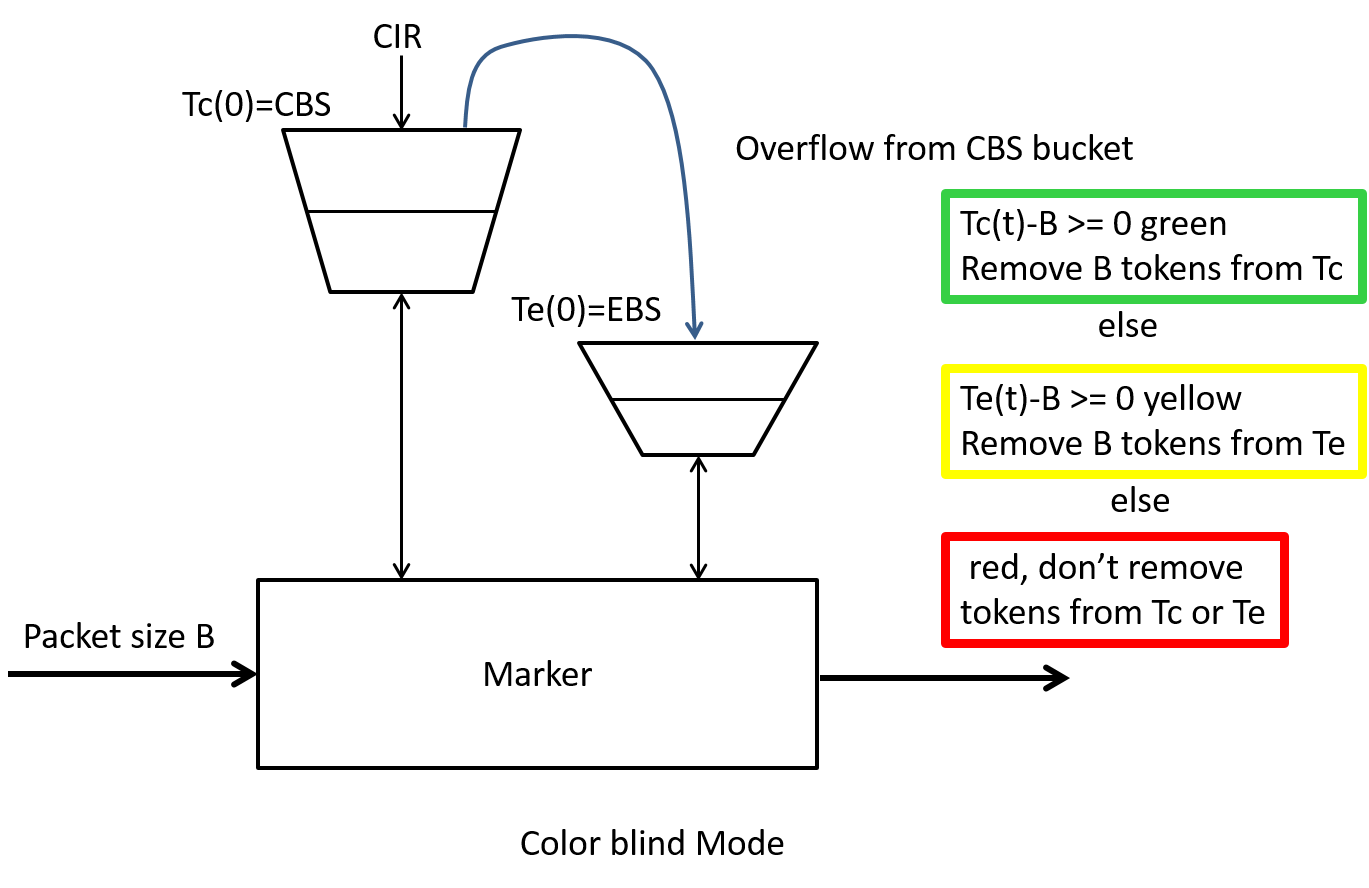 CIR
Tc(0)=CBS
Overflow from CBS bucket
Tc(t)-B >= 0 green
Remove B tokens from Tc
else
Te(0)=EBS
Te(t)-B >= 0 yellow
Remove B tokens from Te
else
red, don’t remove
tokens from Tc or Te
Packet size B
Marker
Color blind Mode